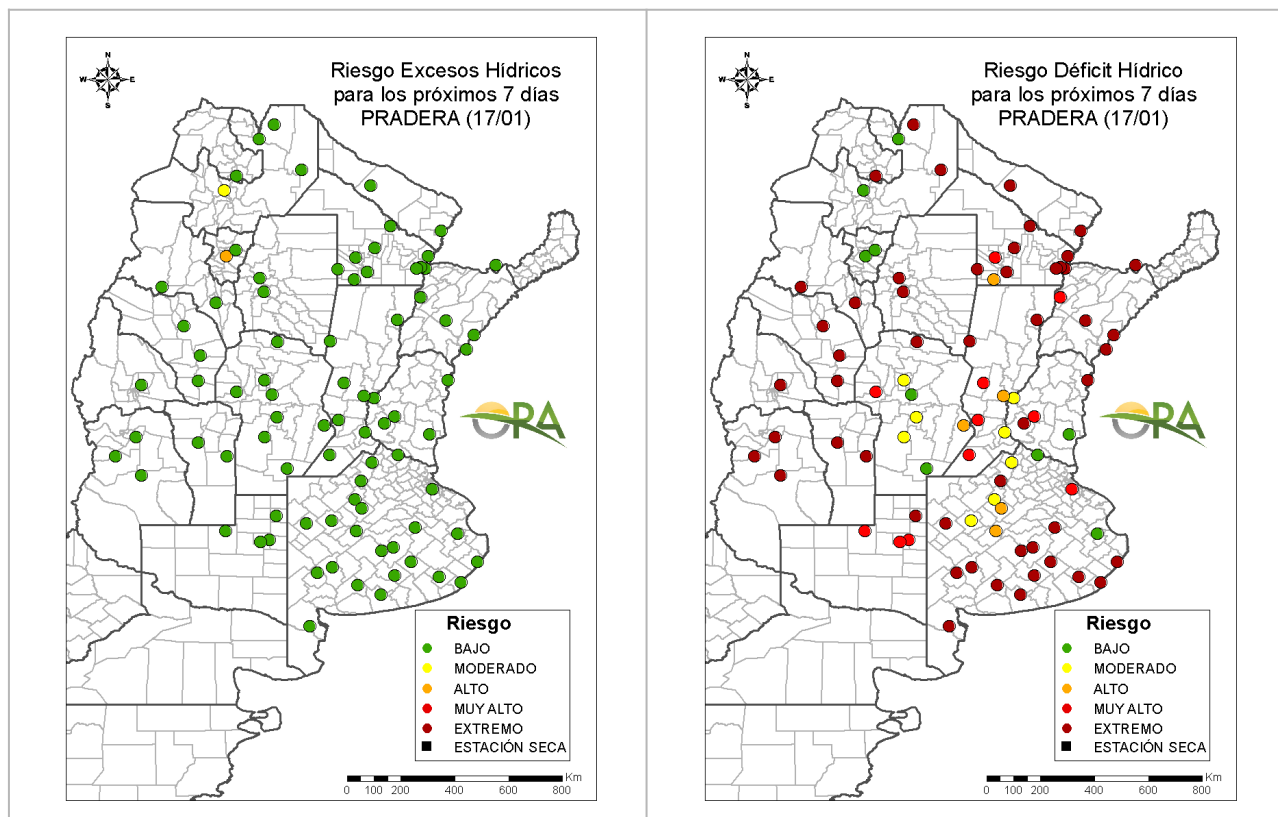 N
W E
S
Riesgo Excesos Hídricos
para los próximos 7 días
PRADERA (17/01)
ORA
Riesgo
BAJO
MODERADO
ALTO
MUY ALTO
EXTREMO
ESTACIÓN SECA
Km
0 100 200 400 600 800
N
W E
S
Riesgo Déficit Hídrico
para los próximos 7 días
PRADERA (17/01)
ORA
Riesgo
BAJO
MODERADO
ALTO
MUY ALTO
EXTREMO
ESTACIÓN SECA
Km
0 100 200 400 600 800